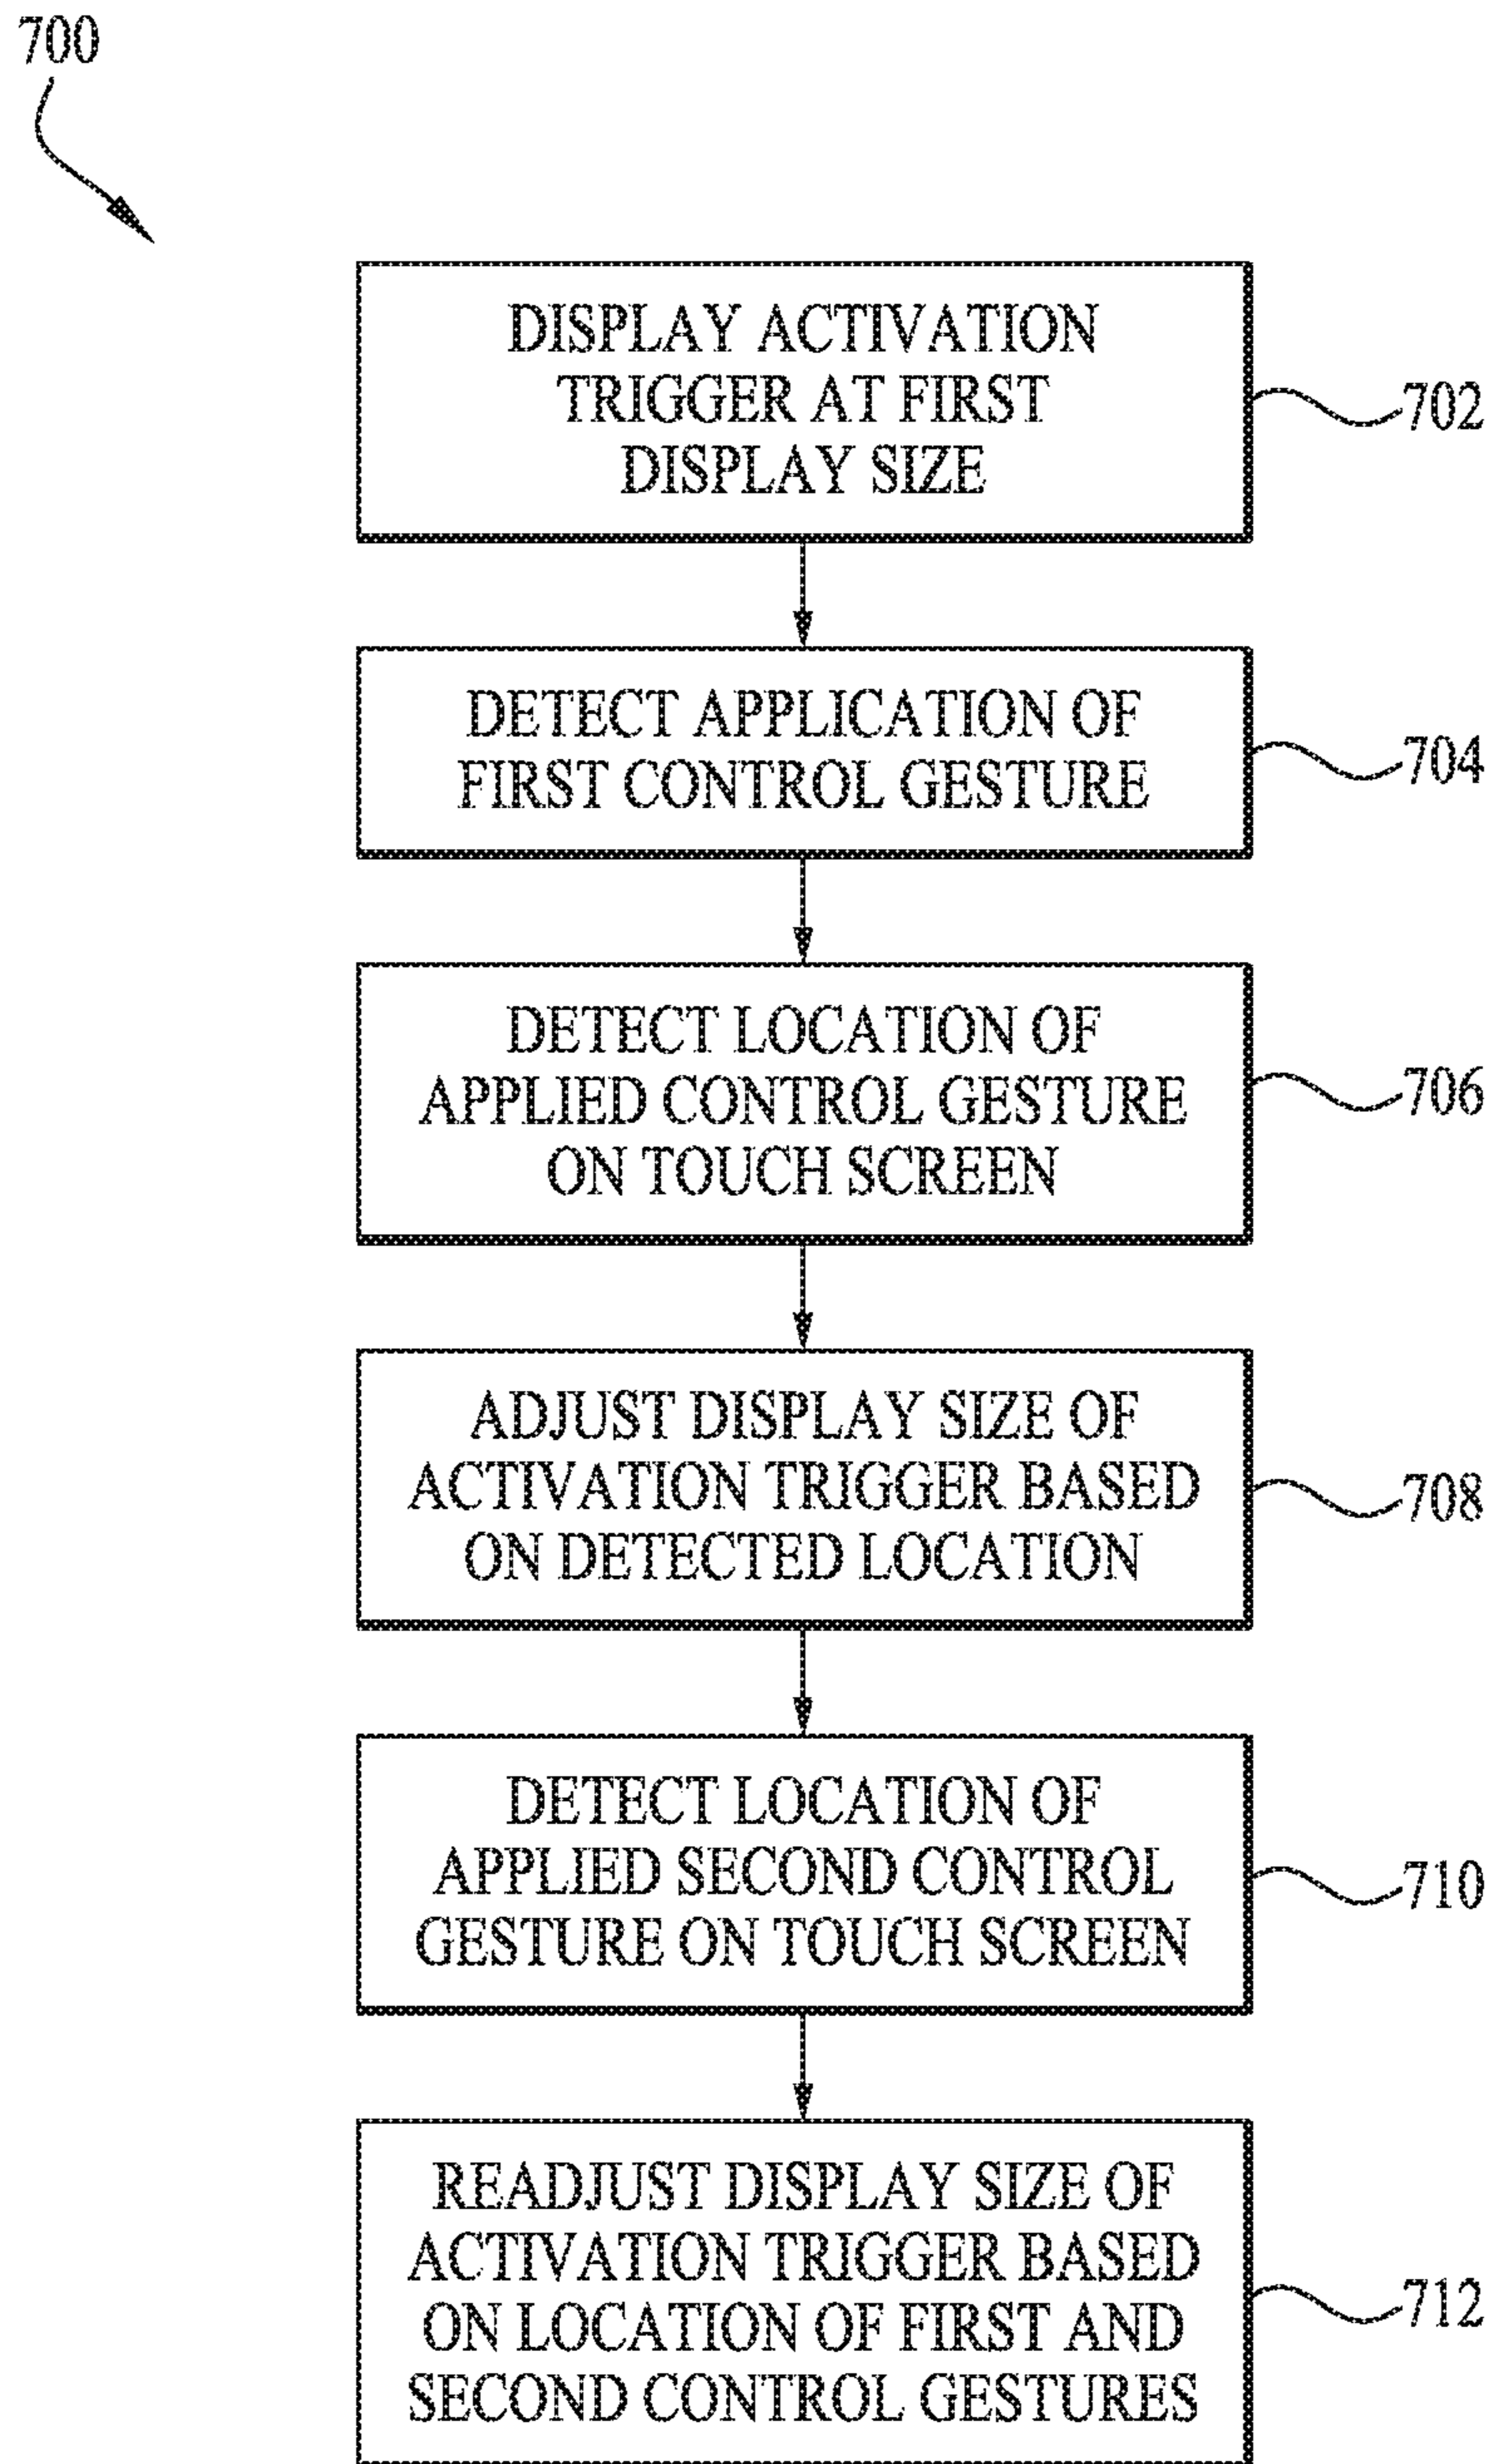 700
DISPLAY ACTIVATION
TRIGGER AT FIRST
DISPLAY SIZE
702
DETECT APPLICATION OF
FIRST CONTROL GESTURE
704
DETECT LOCATION OF
APPLIED CONTROL GESTURE
ON TOUCH SCREEN
706
ADJUST DISPLAY SIZE OF
ACTIVATION TRIGGER BASED
ON DETECTED LOCATION
708
DETECT LOCATION OF
APPLIED SECOND CONTROL
GESTURE ON TOUCH SCREEN
710
READJUST DISPLAY SIZE OF
ACTIVATION TRIGGER BASED
ON LOCATION OF FIRST AND
SECOND CONTROL GESTURES
712